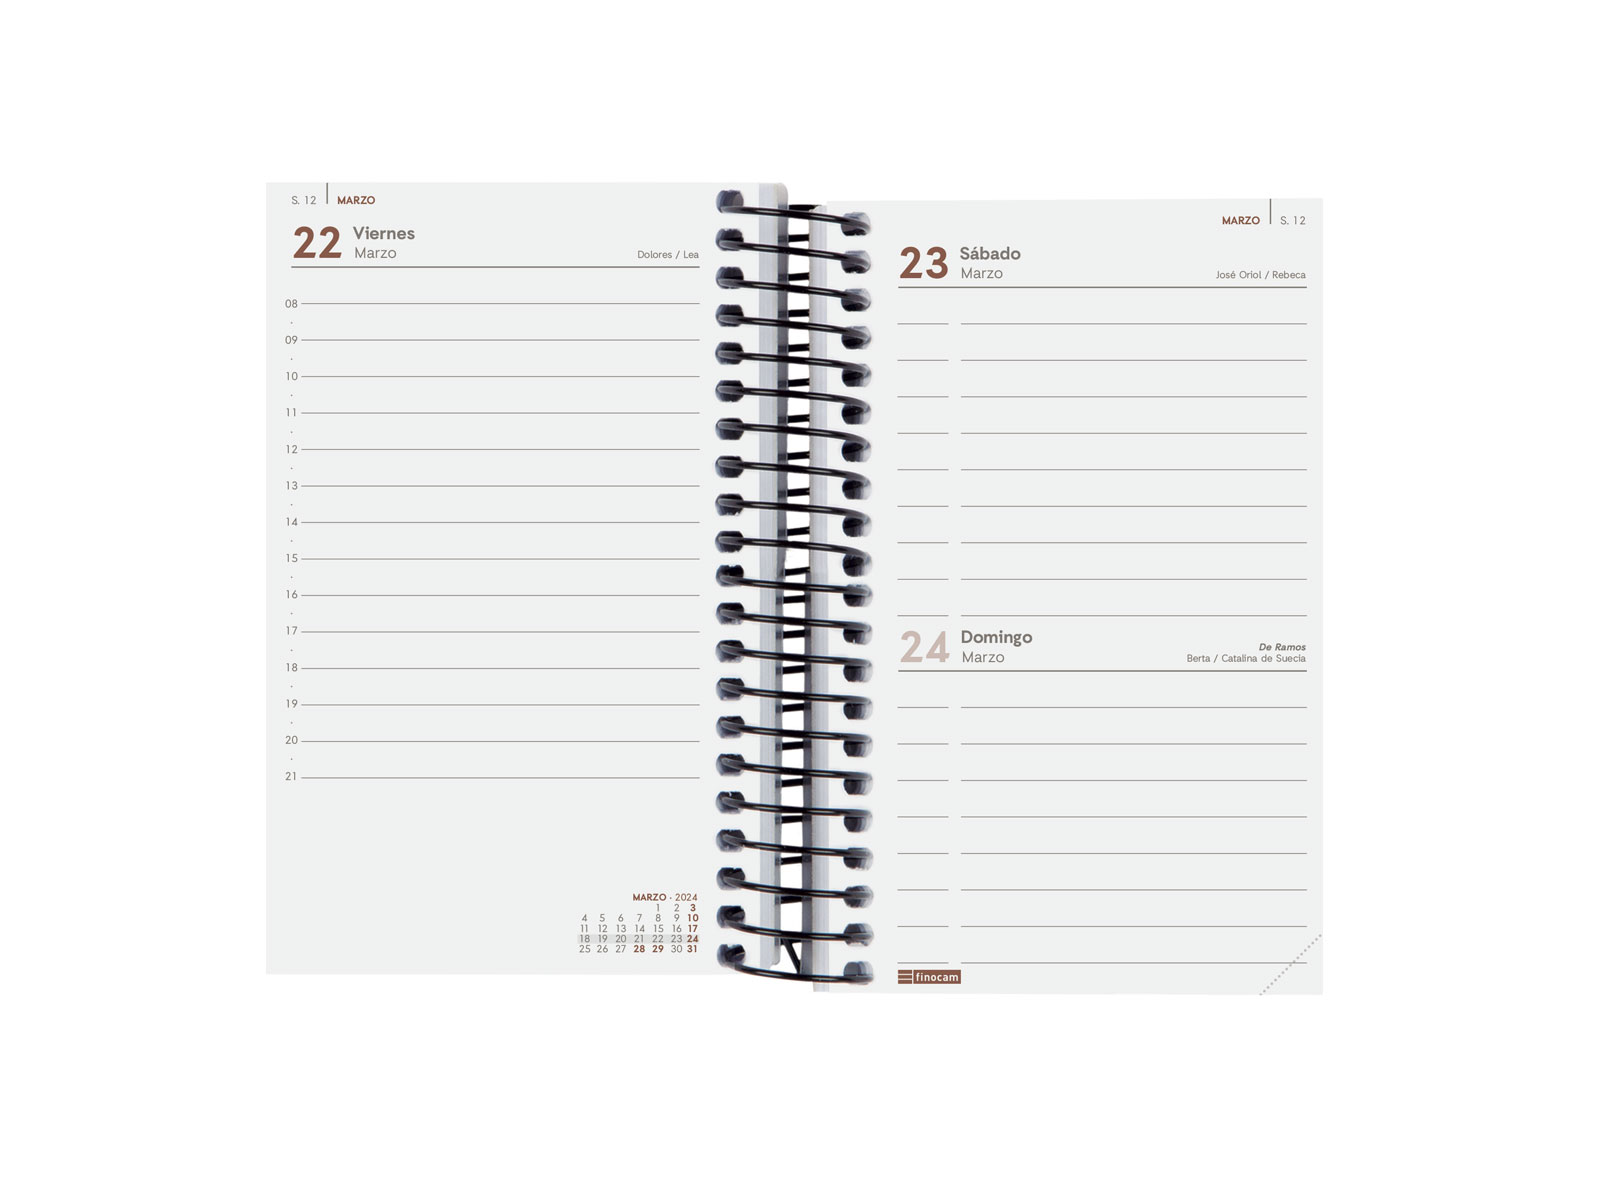 S. 12 MARZO
22 Viernes
Marzo
Dolores / Lea
08
09
10
11
12
13
14
15
16
17
18
19
20
21
MARZO - 2024
1 2 3
4 5 6 7 8 9 10
11 12 13 14 15 16 17
18 19 20 21 22 23 24
25 26 27 28 29 30 31
MARZO S. 12
23 Sábado
Marzo
José Oriol / Rebeca
24 Domingo
Marzo
De Ramos
Berta / Catalina de Suecia
finocam